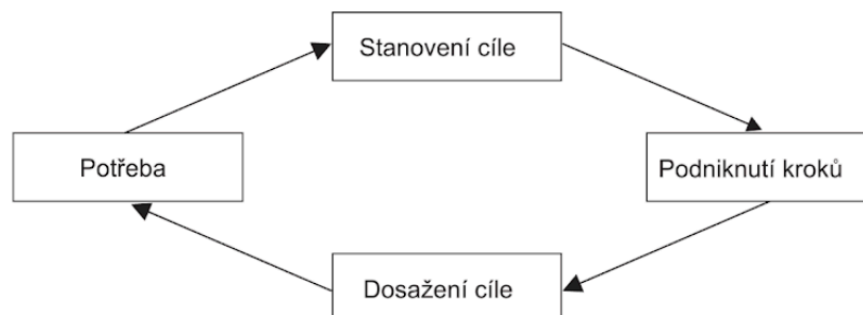 Stanovení cíle
Potřeba
Podniknutí kroků
Dosažení cíle